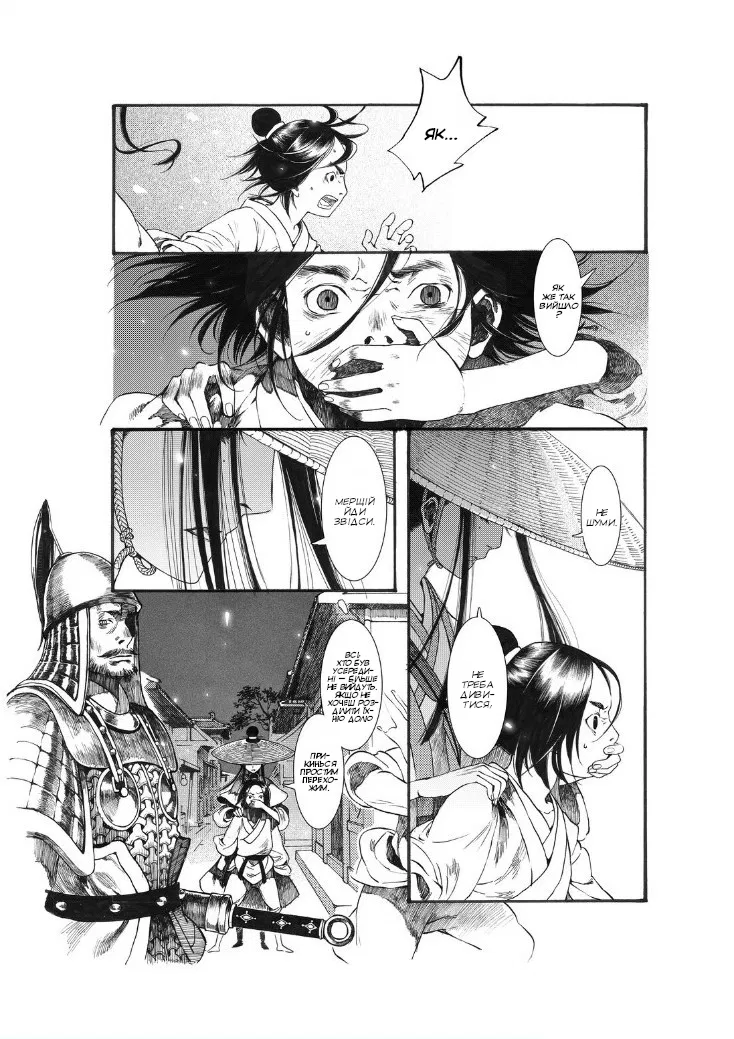 ЯК...
ЯК
ЖЕ ТАК
ВИЙШЛО
?
НЕ
ШУМИ.
НЕ
ТРЕБА
ДИВИ-
ТИСЯ,
МЕРЩІЙ
ЙДИ
ЗВІДСИ.
ВСІ,
ХТО БУВ
УСЕРЕДИ-
НІ — БІЛЬШЕ
НЕ ВИЙДУТЬ.
ЯКЩО НЕ
ХОЧЕШ РОЗ-
ДІЛИТИ ЇХ-
НЮ ДОЛЮ
ПРИ-
КИНЬСЯ
ПРОСТИМ
ПЕРЕХО-
ЖИМ.